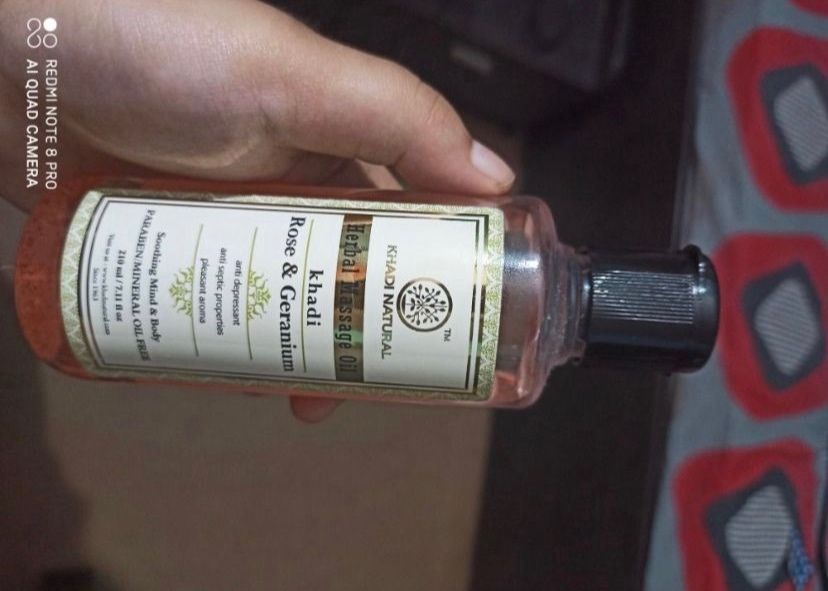 TM
KHADI NATURAL
Herbal Massage Oil
khadi
Rose & Geranium
anti depressant
anti septic properties
pleasant aroma
Soothing Mind & Body
PARABEN/MINERAL OIL FREE
210 ml / 7.11 fl oz
REDMI NOTE 8 PRO
AI QUAD CAMERA